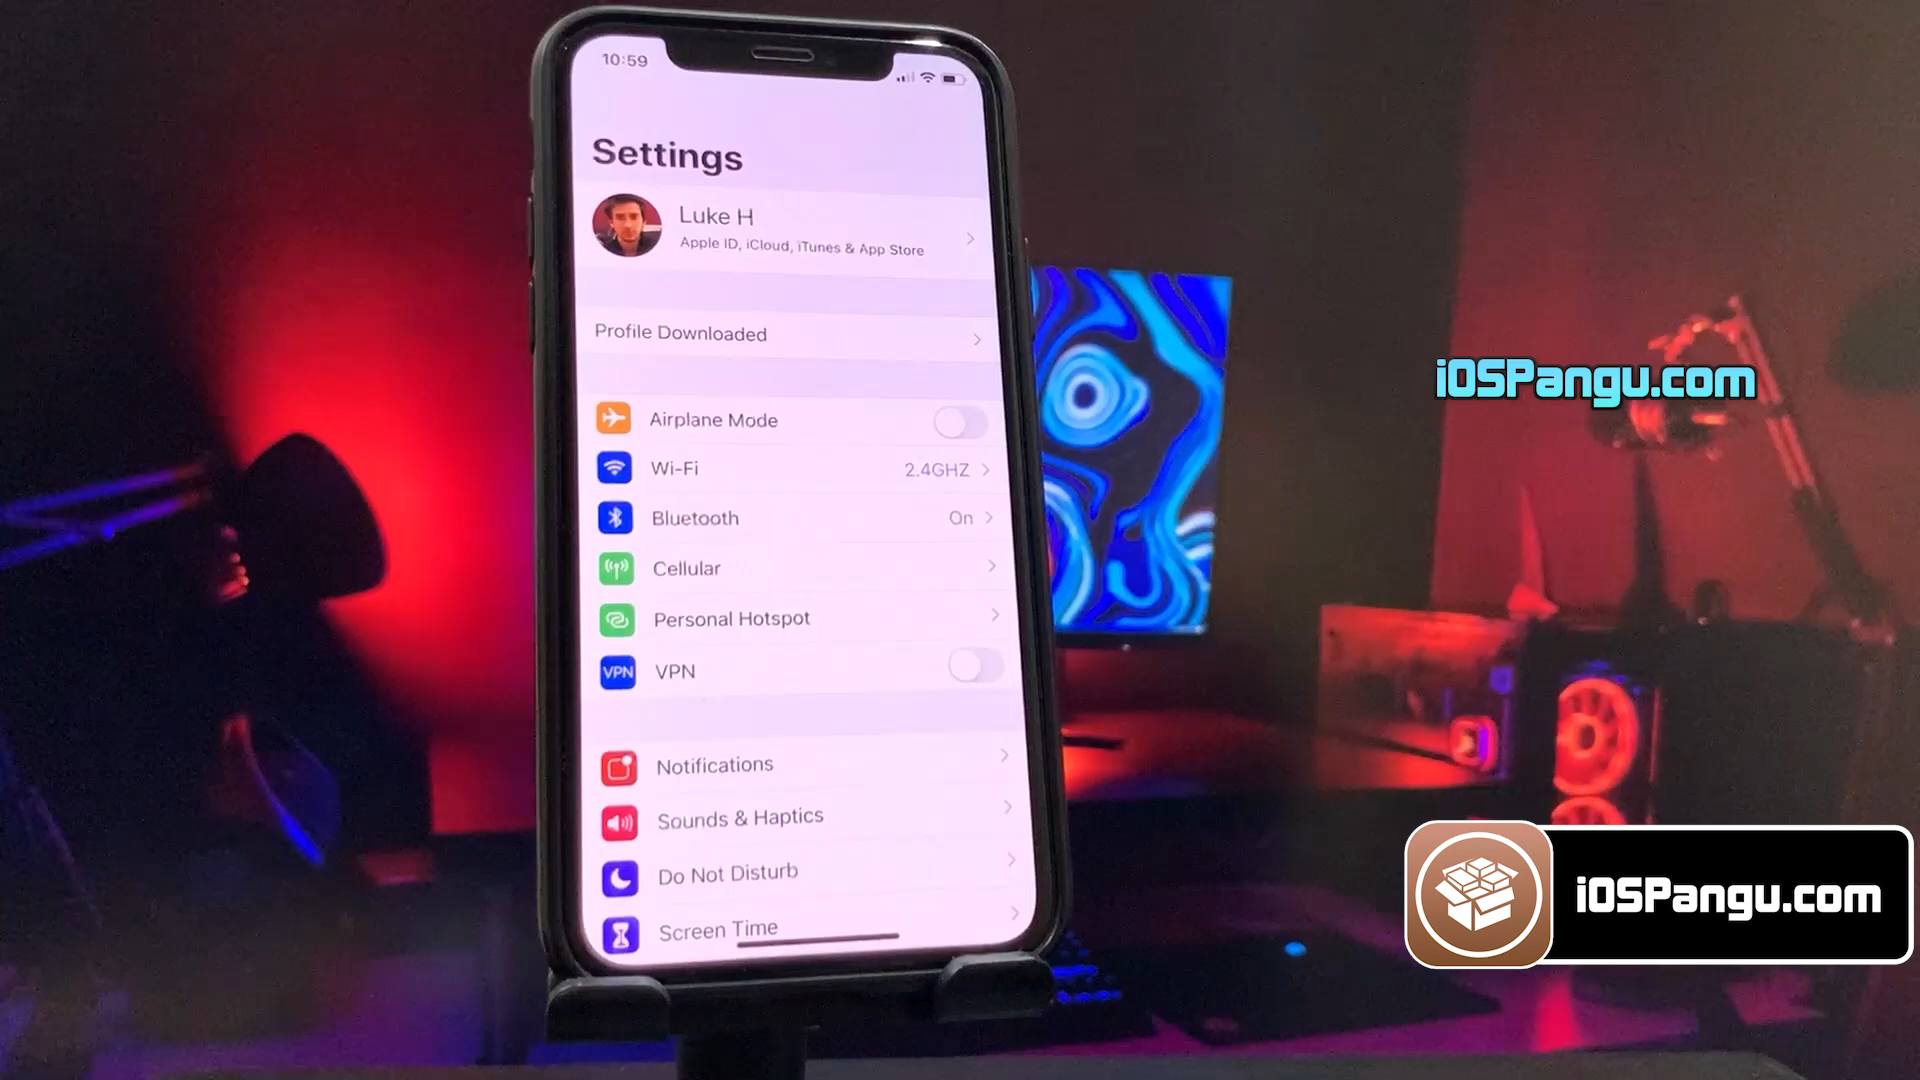 10:59
Settings
Luke H
Apple ID, iCloud, iTunes & App Store
Profile Downloaded
Airplane Mode
Wi-Fi
2.4GHZ
Bluetooth
On
Cellular
Personal Hotspot
VPN
VPN
Notifications
Sounds & Haptics
Do Not Disturb
Screen Time
iOSPangu.com
iOSPangu.com